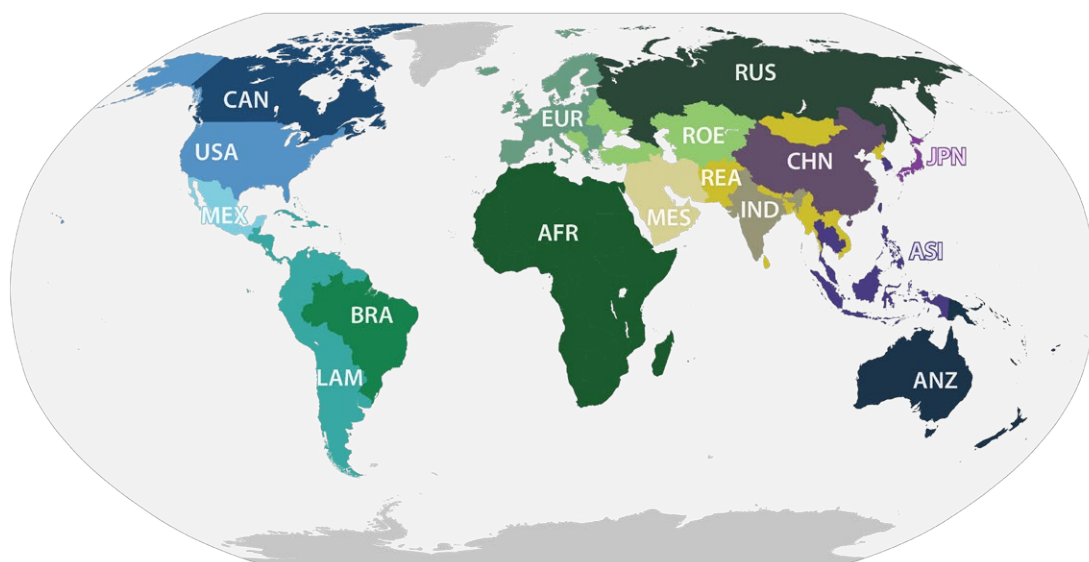 RUS
CAN
EUR
ROE
USA
CHN
JPN
REA
MEX
MES
IND
AFR
ASI
BRA
LAM
ANZ